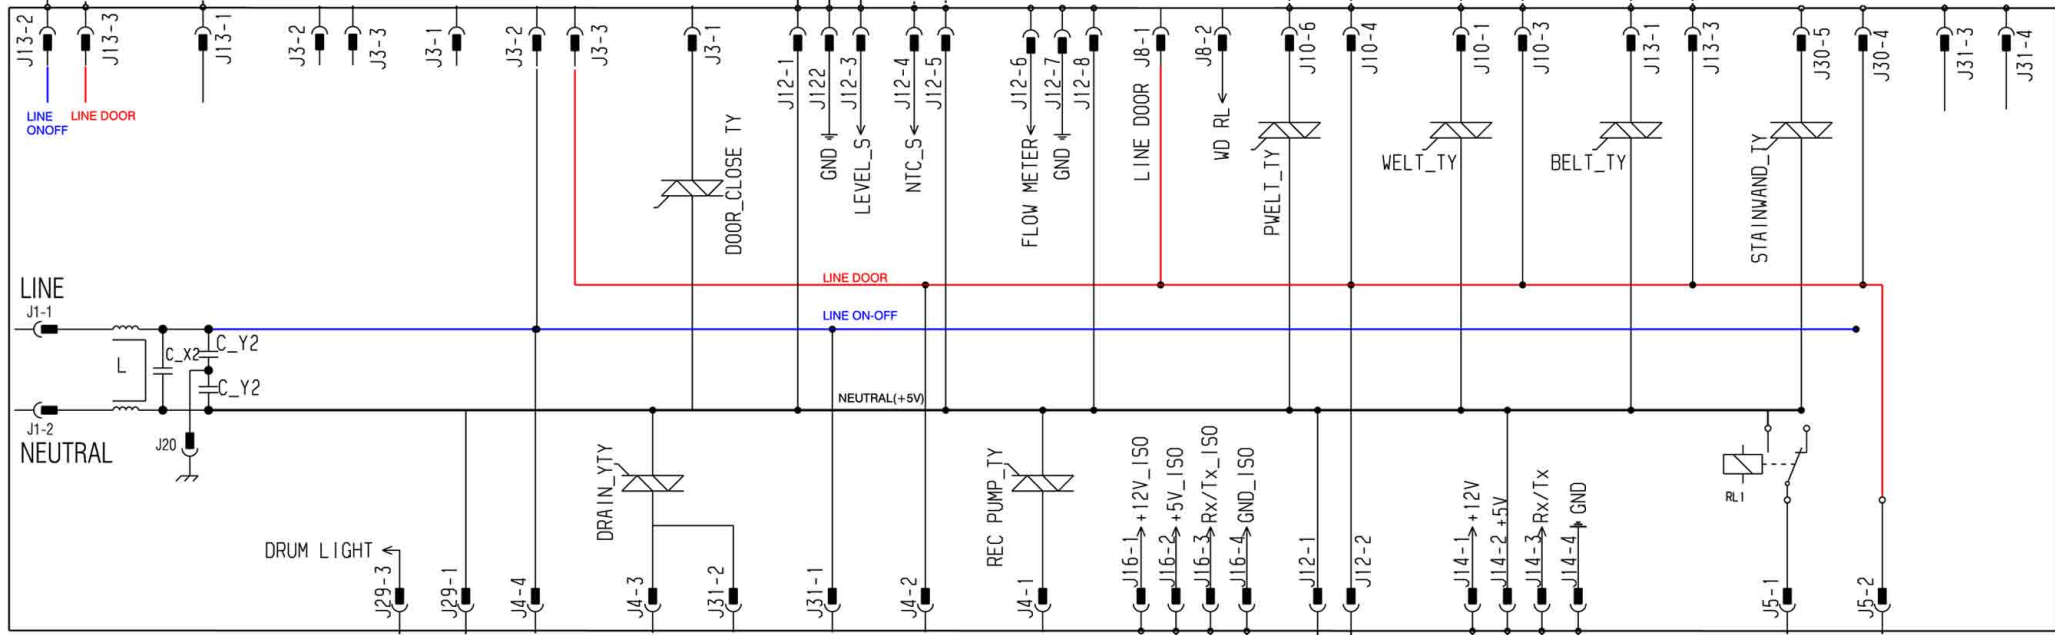 J13-2
J13-3
J13-1
J3-2
J3-3
J3-1
J3-2
J3-3
J3-1
J12-1
J122
J12-3
J12-4
J12-5
J12-6
J12-7
J12-8
J8-1
J8-2
J10-6
J10-4
J10-1
J10-3
J13-1
J13-3
J30-5
J30-4
J31-3
J31-4
LINE
ONOFF
LINE DOOR
DOOR_CLOSE TY
GND
LEVEL_S
NTC_S
FLOW METER
GND
LINE DOOR
WD RL
PWELT_TY
WELT_TY
BELT_TY
STAINWAND_TY
LINE DOOR
LINE
J1-1
LINE ON-OFF
L
C_X2
C_Y2
C_Y2
NEUTRAL(+5V)
J1-2
NEUTRAL
J20
DRAIN_YTY
REC PUMP_TY
+12V_ISO
+5V_ISO
Rx/Tx_ISO
GND_ISO
+12V
+5V
Rx/Tx
GND
RL1
DRUM LIGHT
J29-3
J29-1
J4-4
J4-3
J31-2
J31-1
J4-2
J4-1
J16-1
J16-2
J16-3
J16-4
J12-1
J12-2
J14-1
J14-2
J14-3
J14-4
J5-1
J5-2